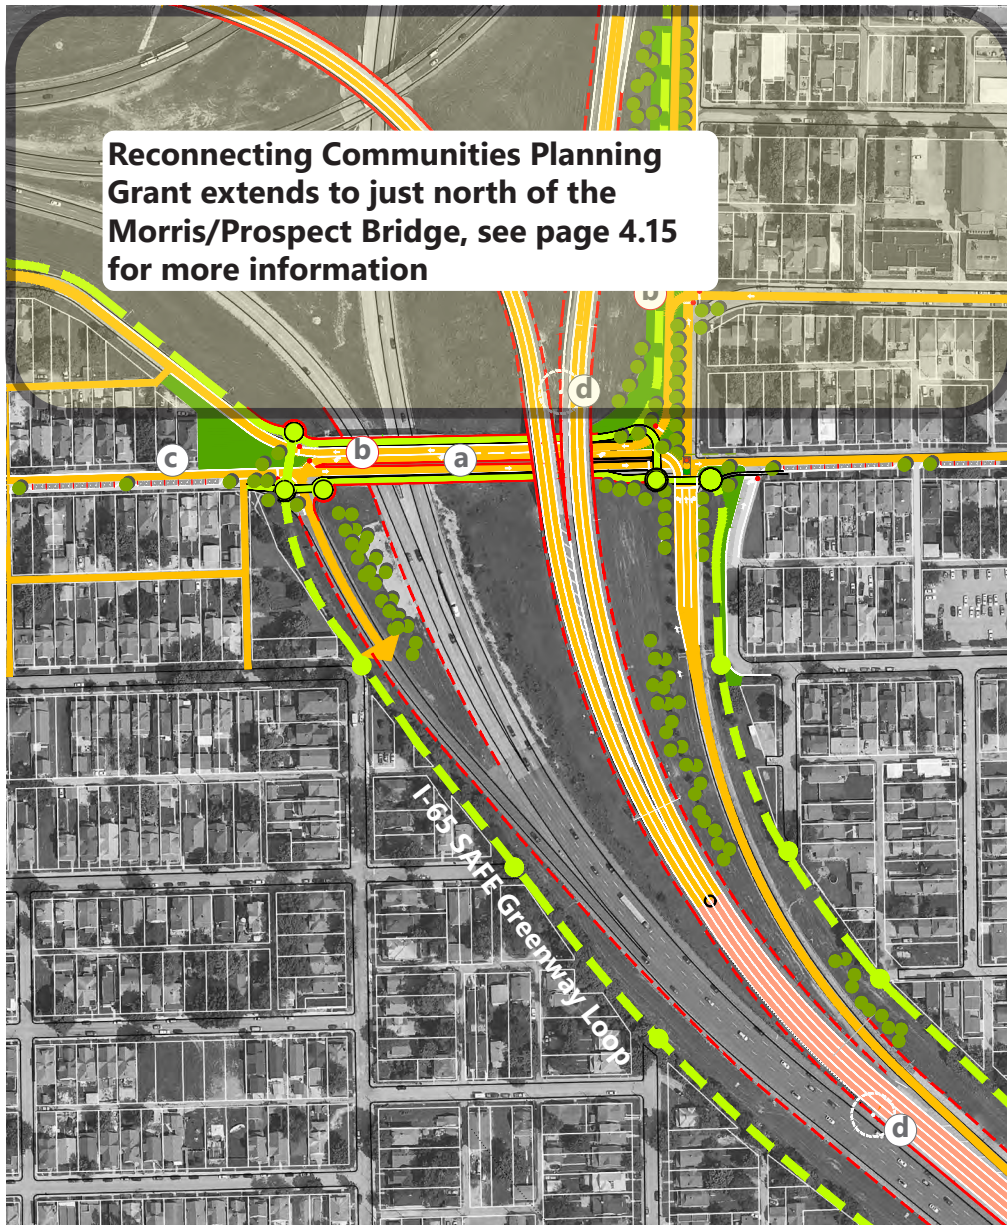 Reconnecting Communities Planning
Grant extends to just north of the
Morris/Prospect Bridge, see page 4.15
for more information
b
d
b
a
c
I-65 SAFE Greenway Loop
d